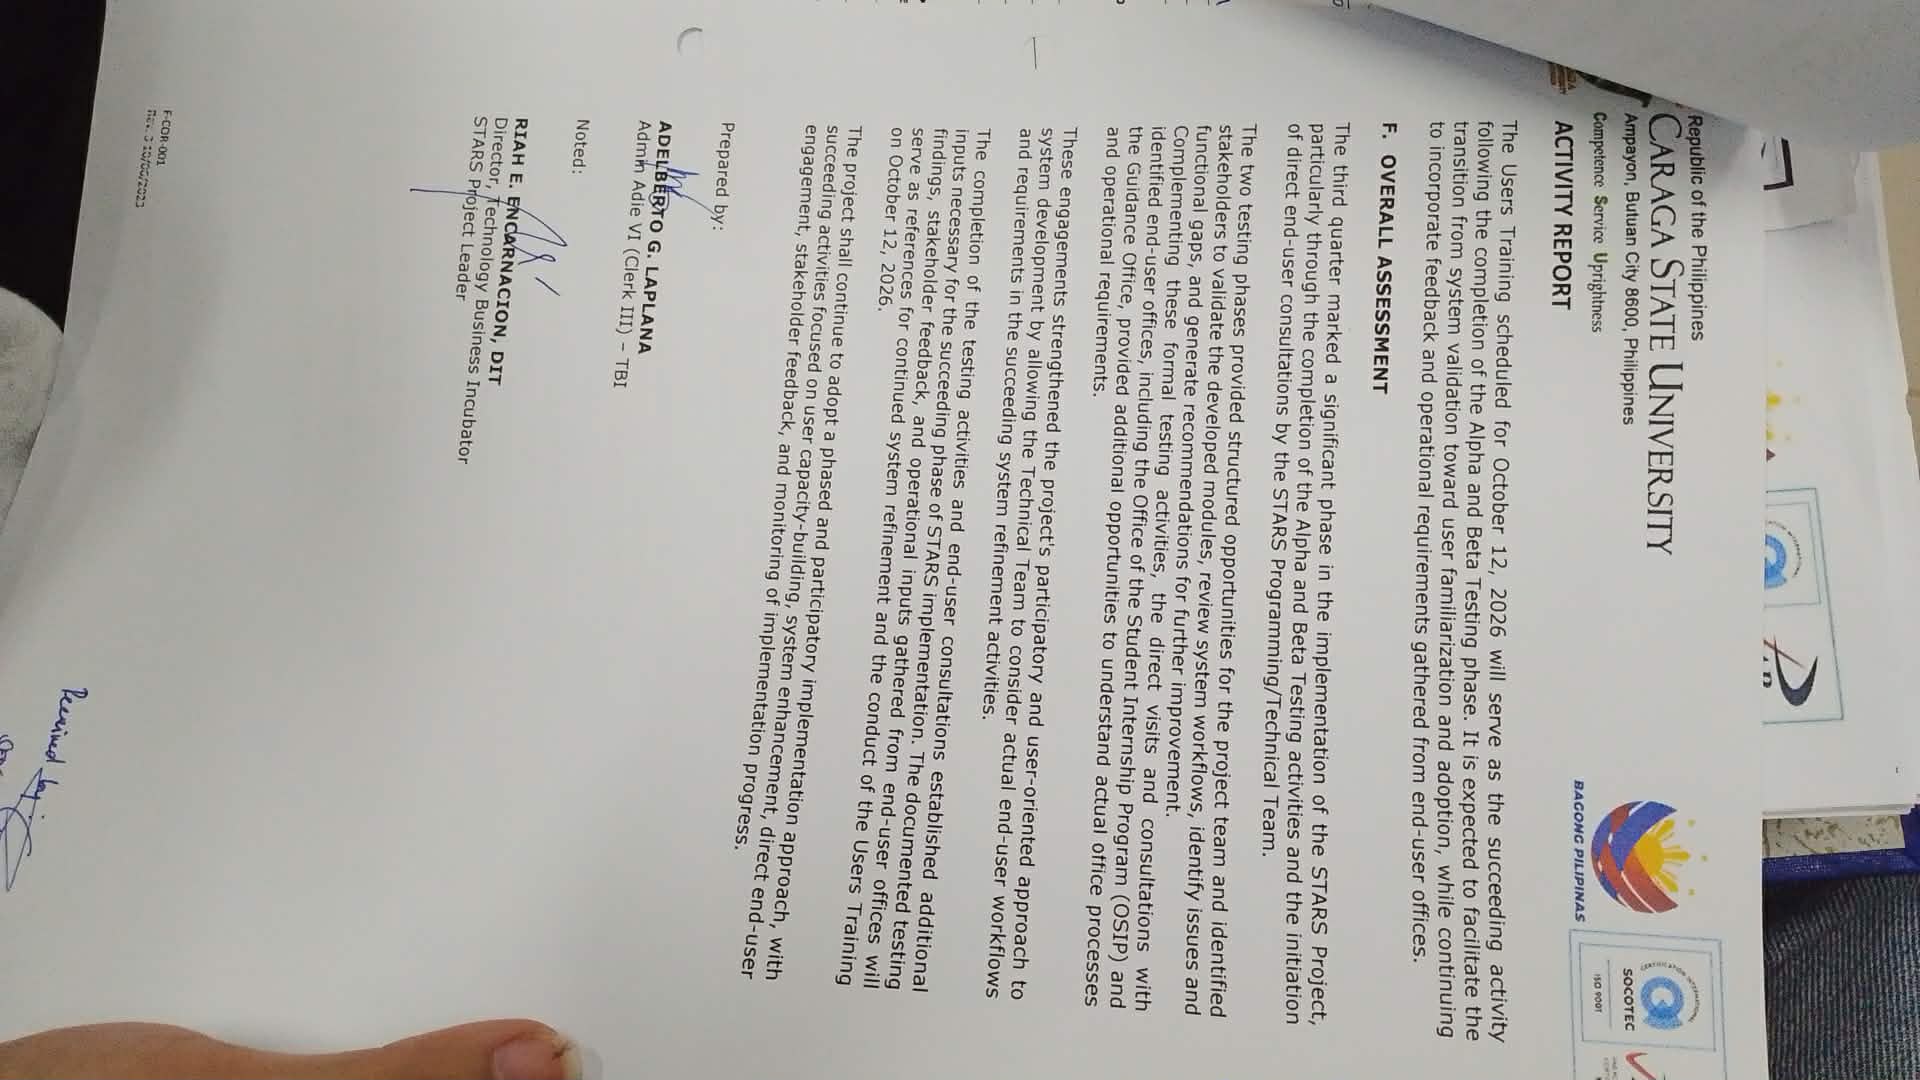 Republic of the Philippines
CARAGA STATE UNIVERSITY
Ampayon, Butuan City 8600, Philippines
Competence Service Uprightness
BAGONG PILIPINAS
CERTIFICATION INTERNATIONAL
SOCOTEC
ISO 9001
ACTIVITY REPORT
The Users Training scheduled for October 12, 2026 will serve as the succeeding activity
following the completion of the Alpha and Beta Testing phase. It is expected to facilitate the
transition from system validation toward user familiarization and adoption, while continuing
to incorporate feedback and operational requirements gathered from end-user offices.
F. OVERALL ASSESSMENT
The third quarter marked a significant phase in the implementation of the STARS Project,
particularly through the completion of the Alpha and Beta Testing activities and the initiation
of direct end-user consultations by the STARS Programming/Technical Team.
The two testing phases provided structured opportunities for the project team and identified
stakeholders to validate the developed modules, review system workflows, identify issues and
functional gaps, and generate recommendations for further improvement.
Complementing these formal testing activities, the direct visits and consultations with
identified end-user offices, including the Office of the Student Internship Program (OSIP) and
the Guidance Office, provided additional opportunities to understand actual office processes
and operational requirements.
These engagements strengthened the project's participatory and user-oriented approach to
system development by allowing the Technical Team to consider actual end-user workflows
and requirements in the succeeding system refinement activities.
The completion of the testing activities and end-user consultations established additional
inputs necessary for the succeeding phase of STARS implementation. The documented testing
findings, stakeholder feedback, and operational inputs gathered from end-user offices will
serve as references for continued system refinement and the conduct of the Users Training
on October 12, 2026.
The project shall continue to adopt a phased and participatory implementation approach, with
succeeding activities focused on user capacity-building, system enhancement, direct end-user
engagement, stakeholder feedback, and monitoring of implementation progress.
Prepared by:
ADELBERTO G. LAPLANA
Admin Adie VI (Clerk III) – TBI
Noted:
RIAH E. ENCARNACION, DIT
Director, Technology Business Incubator
STARS Project Leader
F-COR-001
Rev. 3 10/06/2023
Received by: